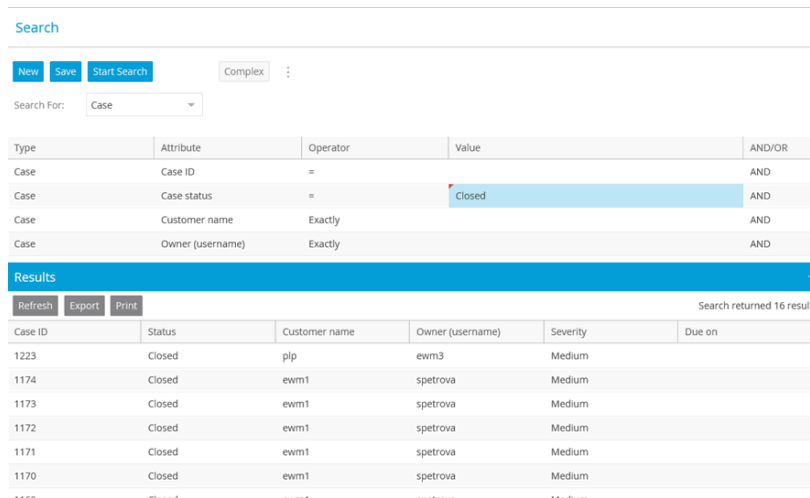 Search
New Save Start Search Complex
Search For: Case
Type Attribute Operator Value AND/OR
Case Case ID = AND
Case Case status = Closed AND
Case Customer name Exactly AND
Case Owner (username) Exactly AND
Results
Refresh Export Print Search returned 16 resul
Case ID Status Customer name Owner (username) Severity Due on
1223 Closed plp ewm3 Medium
1174 Closed ewm1 spetrova Medium
1173 Closed ewm1 spetrova Medium
1172 Closed ewm1 spetrova Medium
1171 Closed ewm1 spetrova Medium
1170 Closed ewm1 spetrova Medium